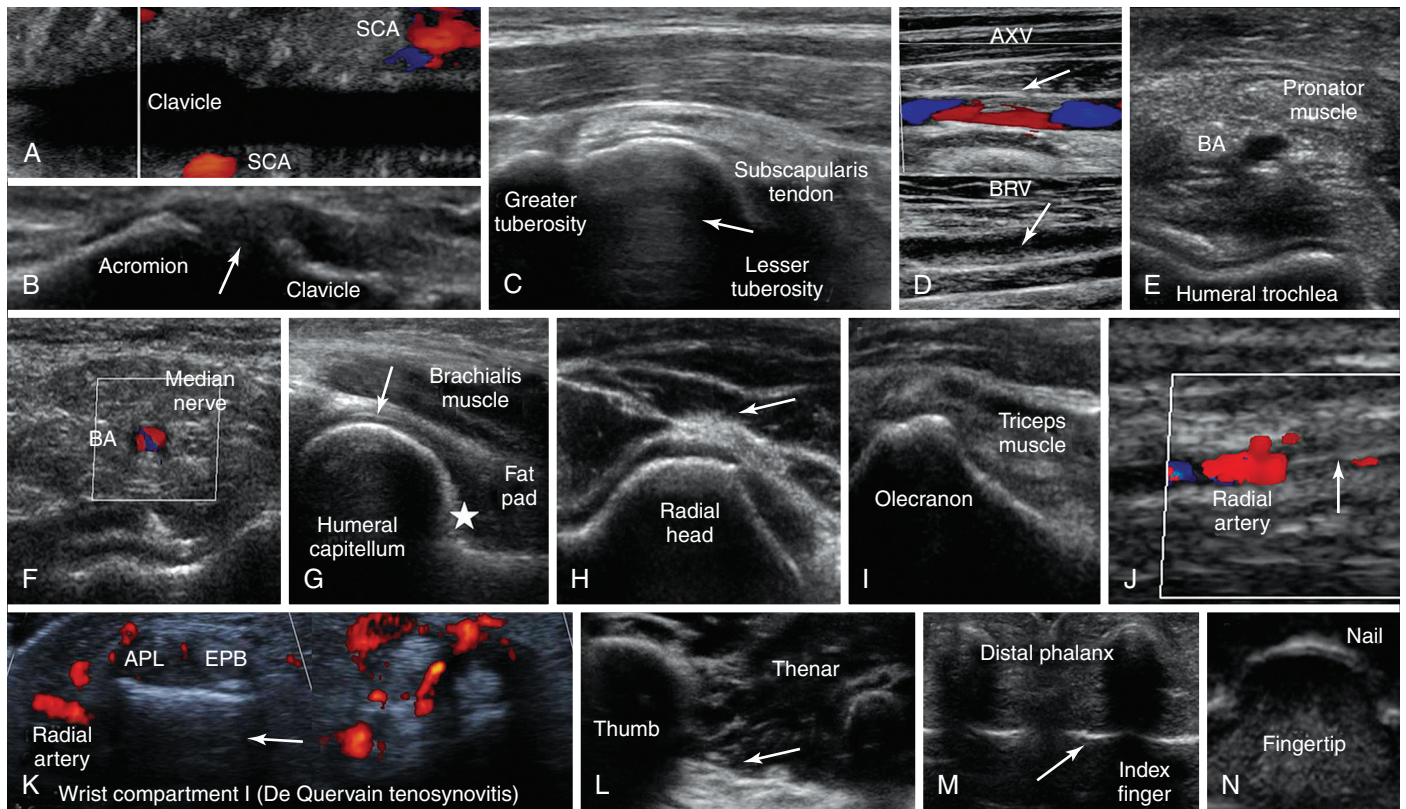 SCA
Clavicle
SCA
A
Acromion
Clavicle
B
Greater
tuberosity
Subscapularis
tendon
Lesser
tuberosity
C
AXV
BRV
D
Pronator
muscle
BA
Humeral trochlea
E
Median
nerve
BA
F
Brachialis
muscle
Fat
pad
Humeral
capitellum
G
Radial
head
H
Triceps
muscle
Olecranon
I
Radial
artery
J
APL
EPB
Radial
artery
K
Wrist compartment I (De Quervain tenosynovitis)
Thenar
Thumb
L
Distal phalanx
Index
finger
M
Nail
Fingertip
N